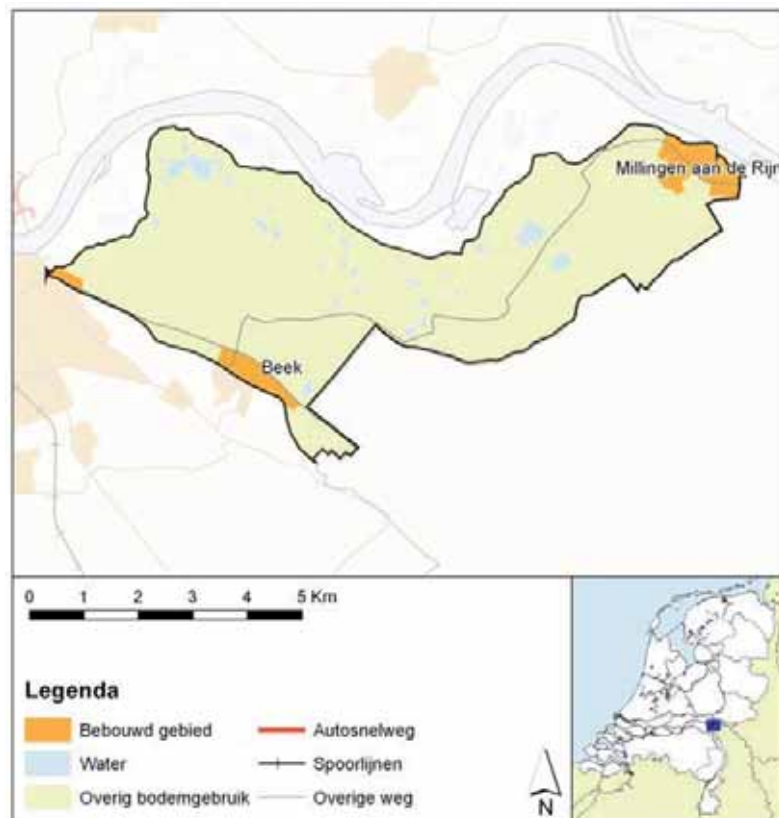 Millingen aan de Rijn
Beek
0 1 2 3 4 5 Km
Legenda
Bebouwd gebied
Water
Overig bodemgebruik
Autosnelweg
Spoorlijnen
Overige weg
N